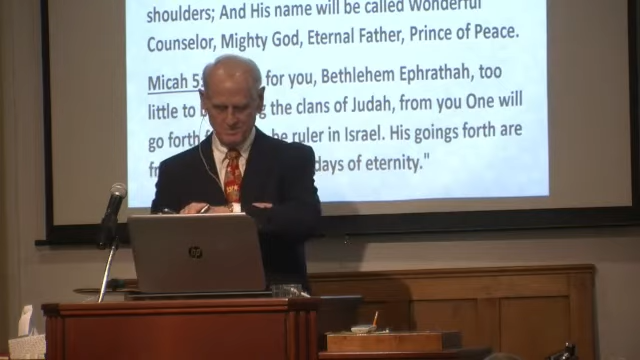 shoulders; And His name will be called Wonderful
Counselor, Mighty God, Eternal Father, Prince of Peace.
Micah 5 for you, Bethlehem Ephrathah, too
little to the clans of Judah, from you One will
go forth ruler in Israel. His goings forth are
days of eternity."
hp